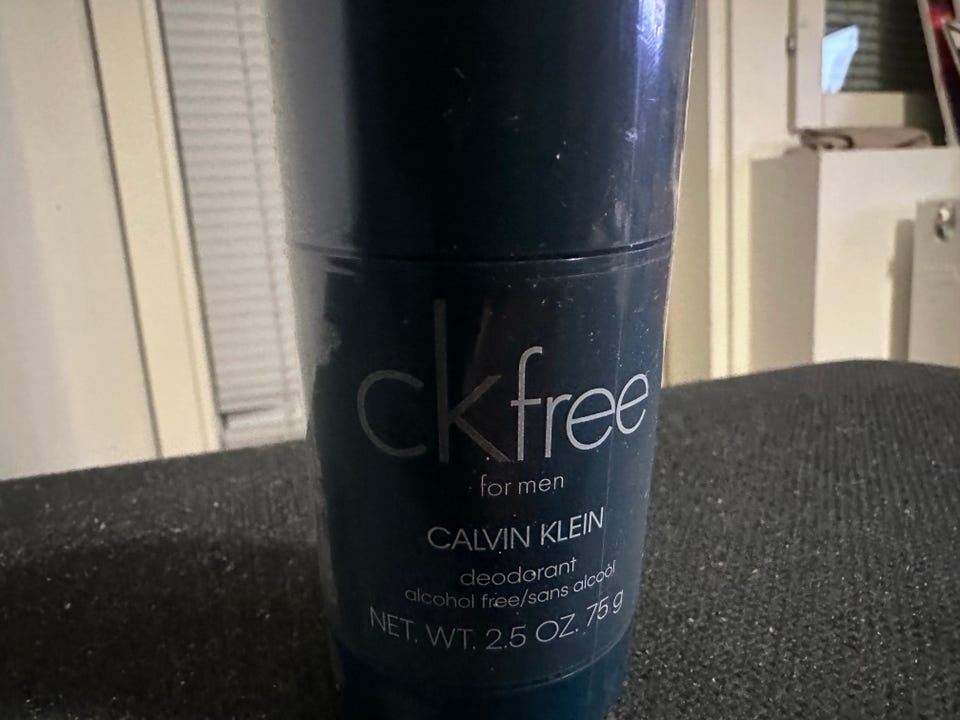 ckfree
for men
CALVIN KLEIN
deodorant
alcohol free/sans alcool
NET. WT. 2.5 OZ. 75 g